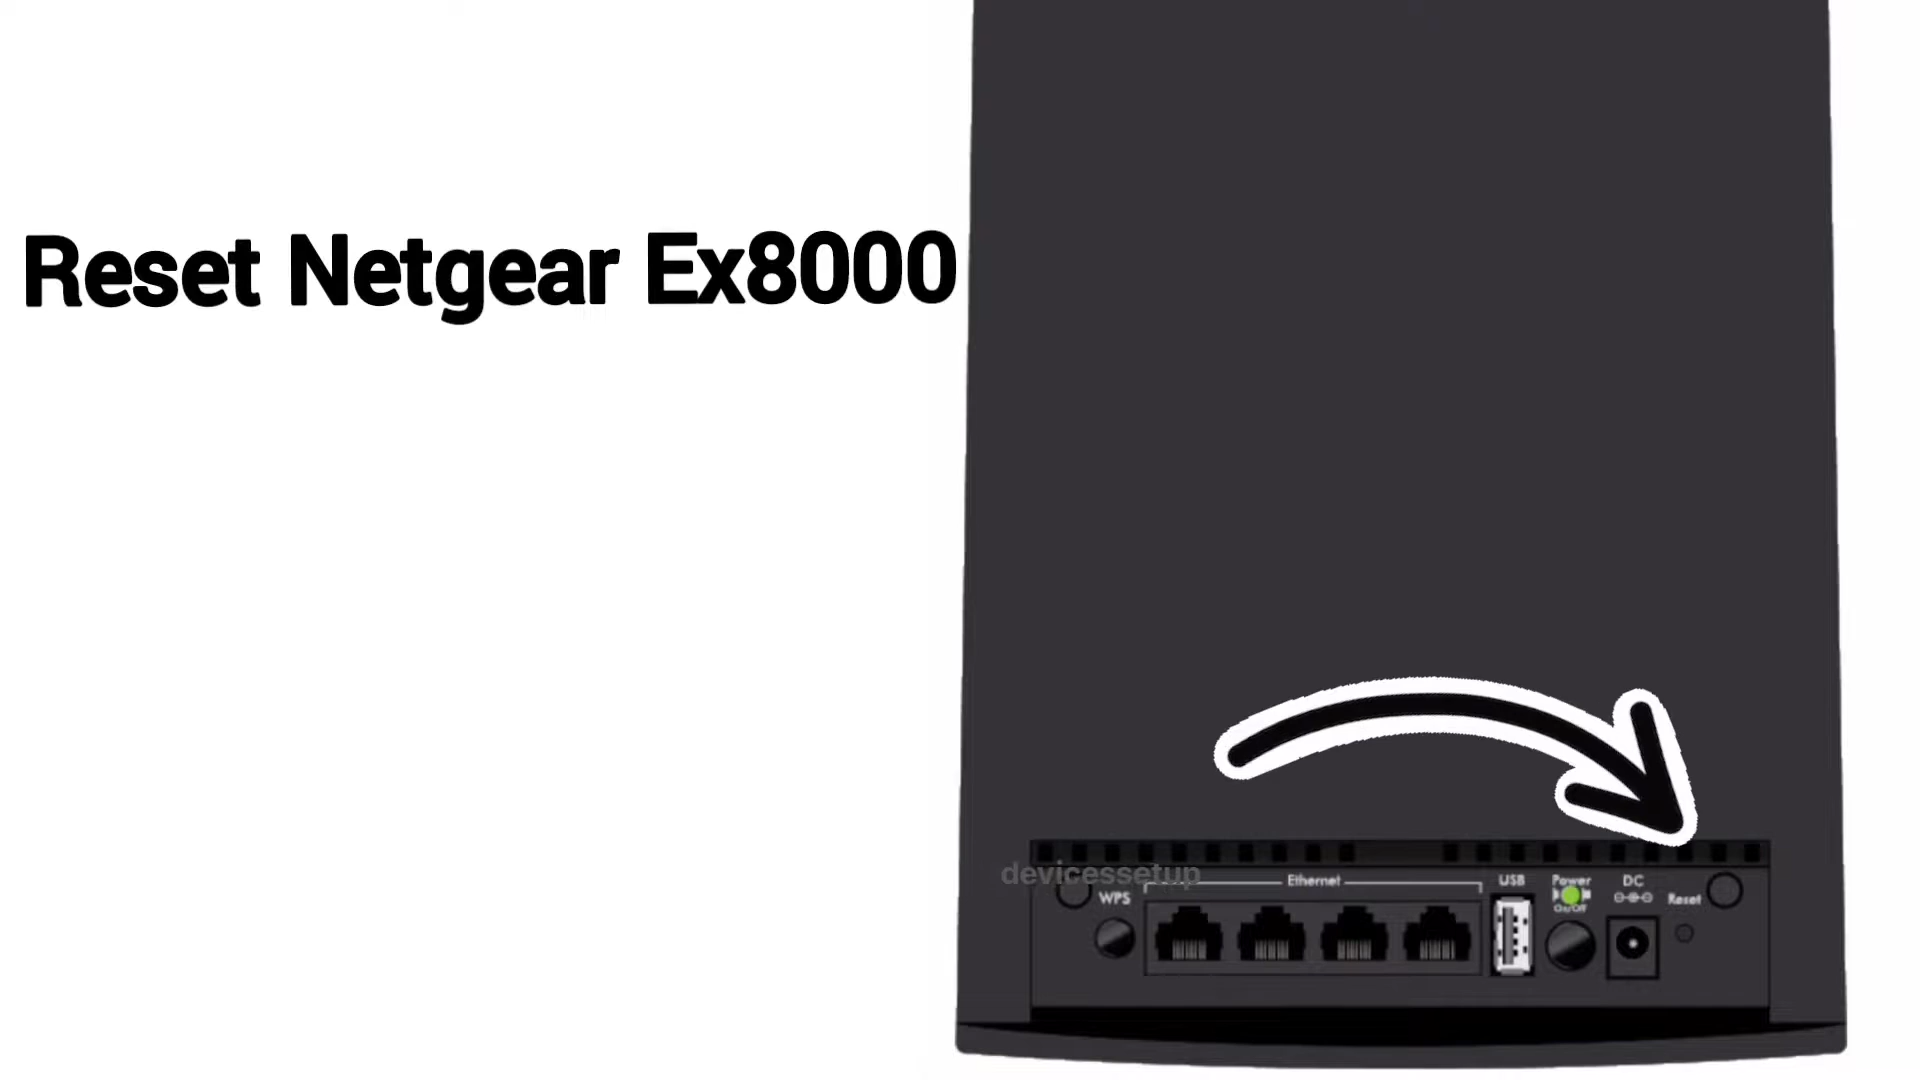 Reset Netgear Ex8000
devicessetup
Ethernet
USB
Power
DC
WPS
On/Off
Reset